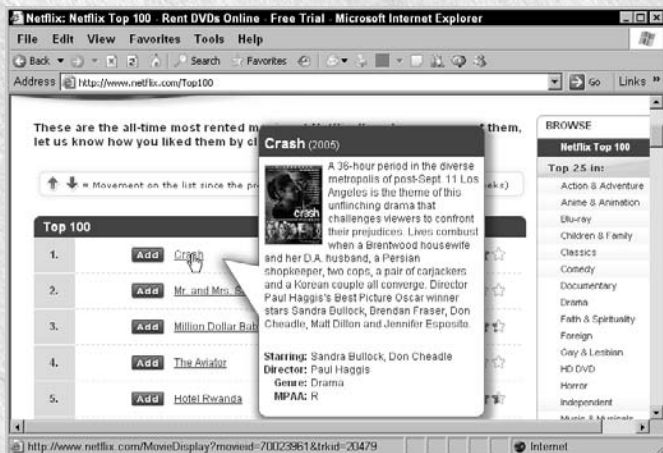 Netflix: Netflix Top 100 - Rent DVDs Online - Free Trial - Microsoft Internet Explorer
File Edit View Favorites Tools Help
Back Search Favorites
Address http://www.netflix.com/Top100 Go Links »
These are the all-time most rented them,
let us know how you liked them by
= Movement on the list since the
Top 100
1. Add Crash
2. Add Mr. and Mrs.
3. Add Million Dollar
4. Add The Aviator
5. Add Hotel Rwanda
Crash (2005)
A 36-hour period in the diverse
metropolis of post-Sept. 11 Los
Angeles is the theme of this
unflinching drama that
challenges viewers to confront
their prejudices. Lives combust
when a Brentwood housewife
and her D.A. husband, a Persian
shopkeeper, two cops, a pair of carjackers
and a Korean couple all converge. Director
Paul Haggis's Best Picture Oscar winner
stars Sandra Bullock, Brendan Fraser, Don
Cheadle, Matt Dillon and Jennifer Esposito.
crash
Starring: Sandra Bullock, Don Cheadle
Director: Paul Haggis
Genre: Drama
MPAA: R
BROWSE
Netflix Top 100
Top 25 in:
Action & Adventure
Anime & Animation
Blu-ray
Children & Family
Classics
Comedy
Documentary
Drama
Faith & Spirituality
Foreign
Gay & Lesbian
HD DVD
Horror
Independent
Music & Musicals
http://www.netflix.com/MovieDisplay?movieid=70023961&trkid=20479 Internet